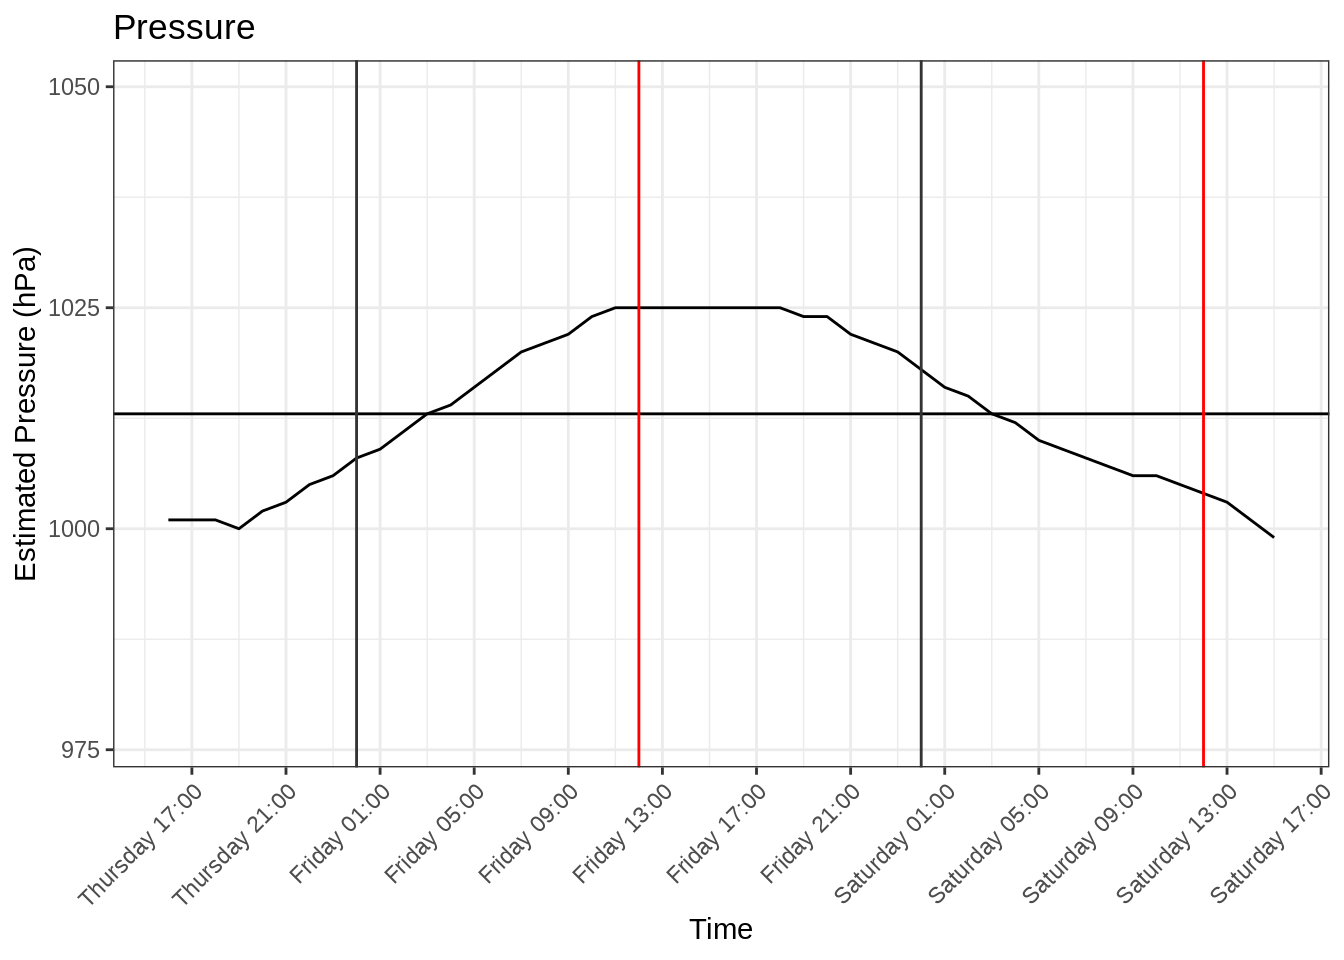 Pressure
Estimated Pressure (hPa)
1050
1025
1000
975
Thursday 17:00
Thursday 21:00
Friday 01:00
Friday 05:00
Friday 09:00
Friday 13:00
Friday 17:00
Friday 21:00
Saturday 01:00
Saturday 05:00
Saturday 09:00
Saturday 13:00
Saturday 17:00
Time